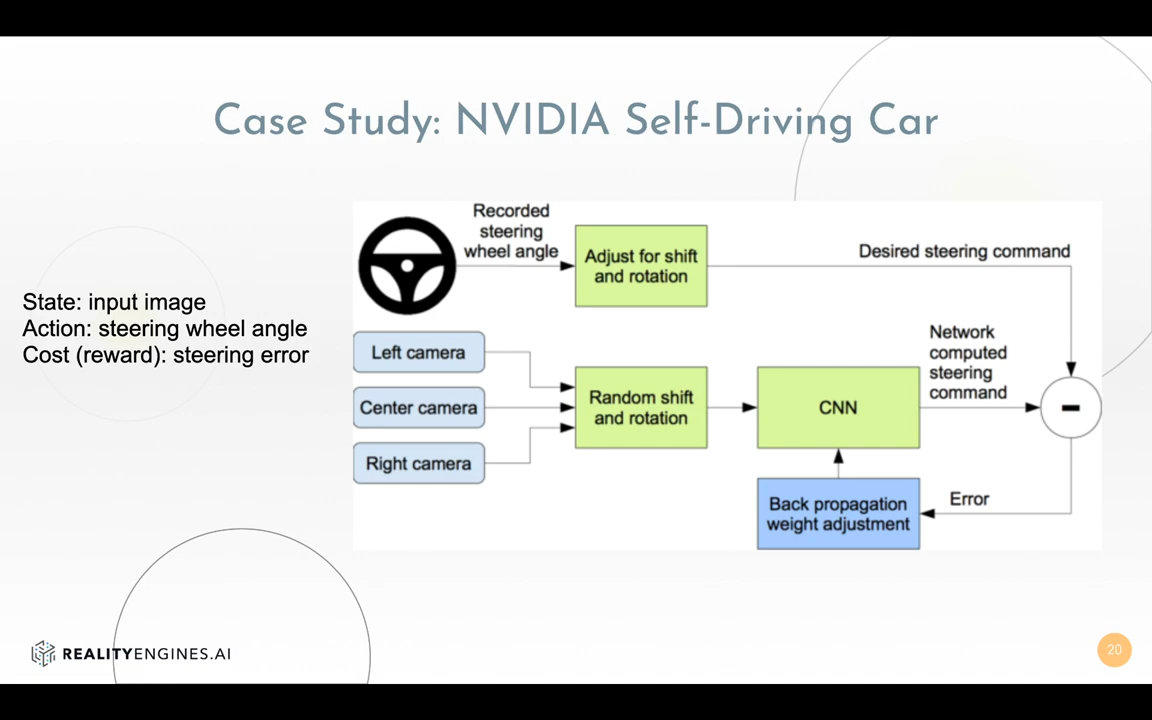 Case Study: NVIDIA Self-Driving Car
State: input image
Action: steering wheel angle
Cost (reward): steering error
Recorded
steering
wheel angle
Adjust for shift
and rotation
Desired steering command
Left camera
Center camera
Right camera
Random shift
and rotation
CNN
Network
computed
steering
command
-
Back propagation
weight adjustment
Error
REALITYENGINES.AI
20